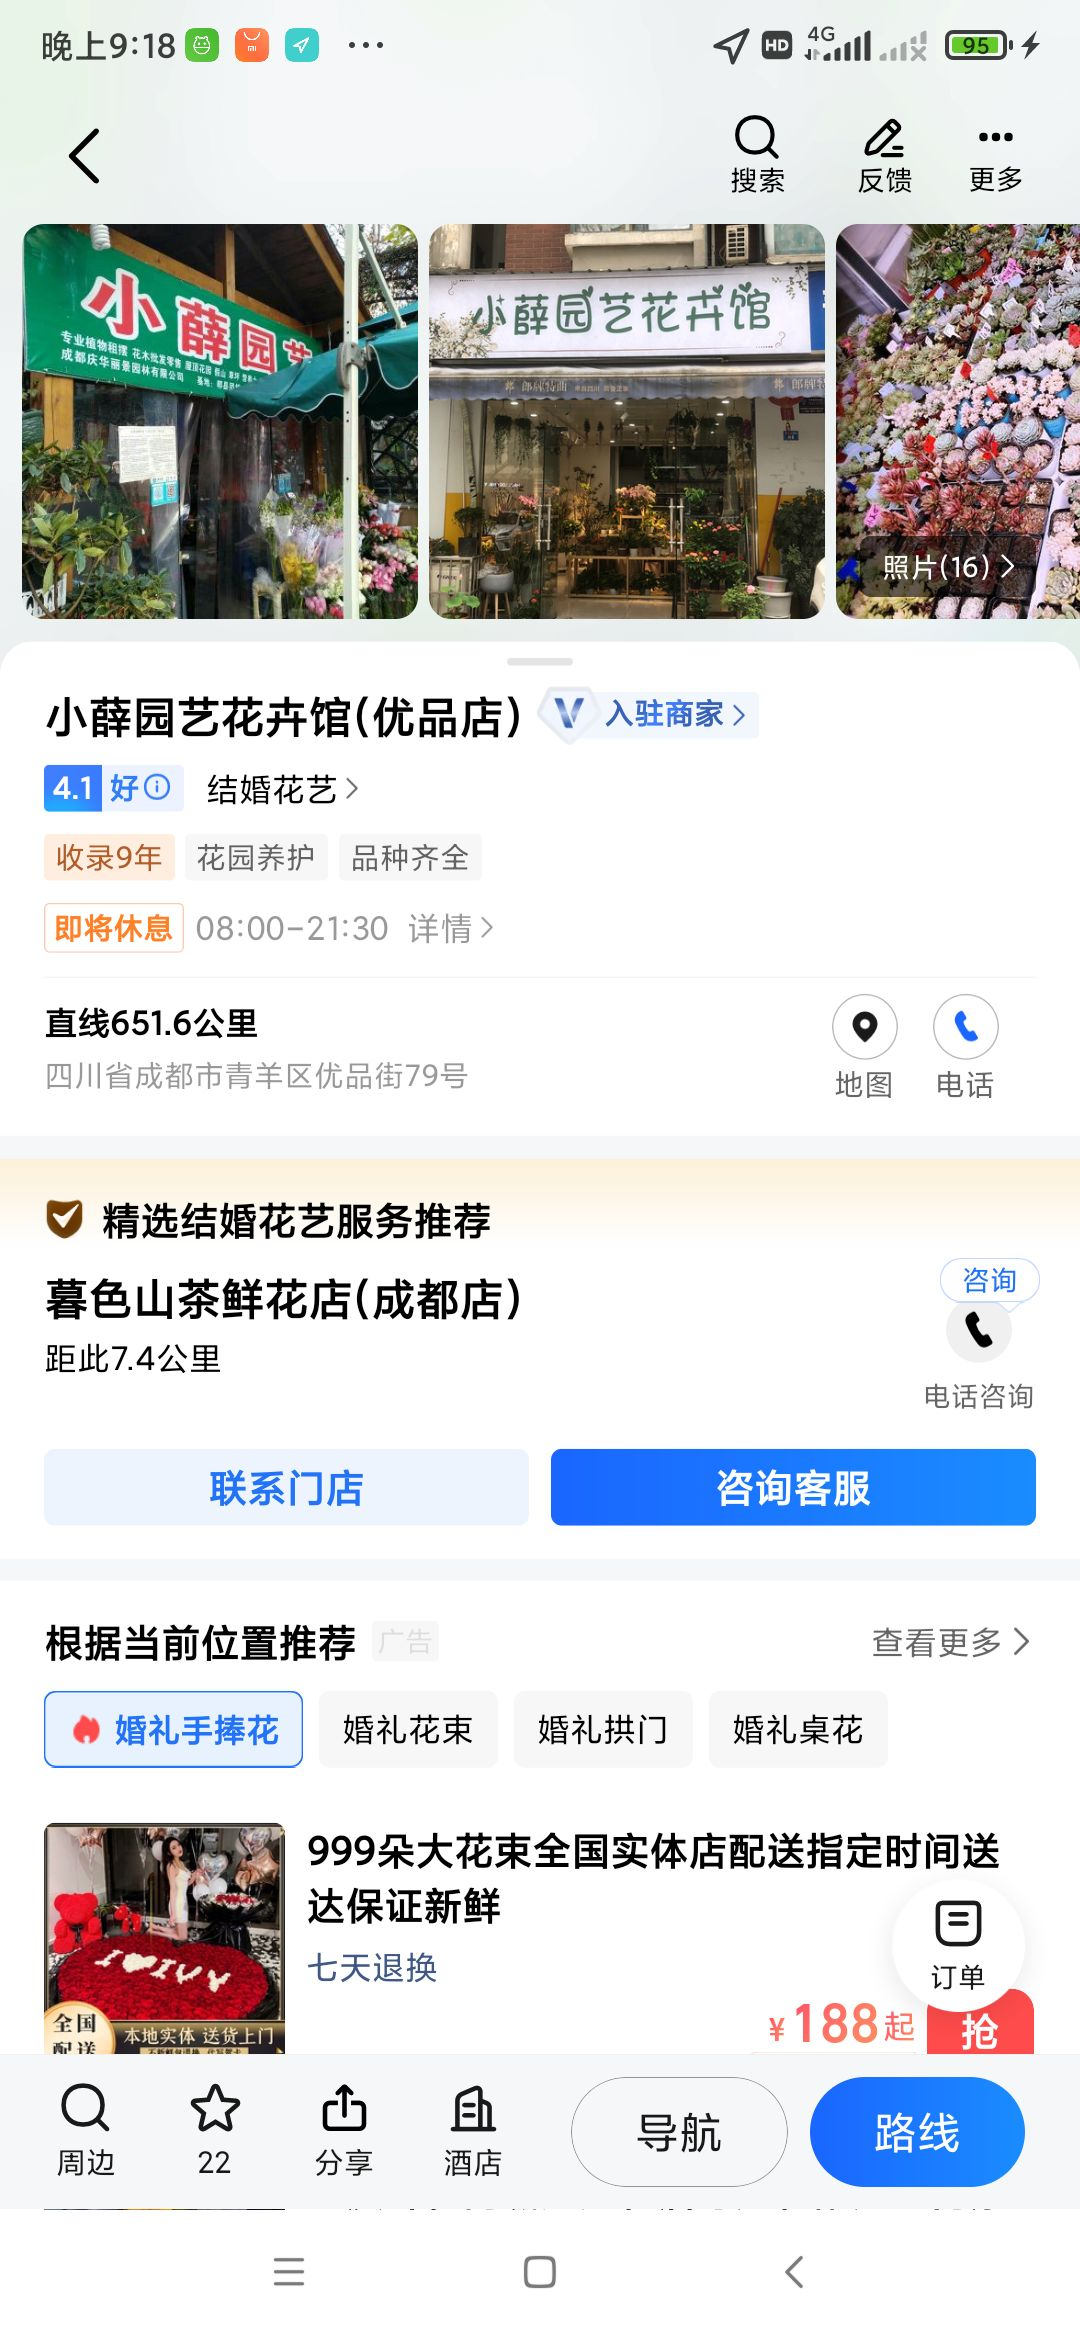 晚上9:18
HD
4G
95
搜索
反馈
更多
小薛园艺
专业植物租摆 花木批发零售 屋顶花园 假山 草坪
成都庆华丽景园林有限公司
小薛园艺花卉馆
郎牌特曲
郎牌特
照片(16)
小薛园艺花卉馆(优品店)
V 入驻商家
4.1 好 结婚花艺
收录9年 花园养护 品种齐全
即将休息 08:00-21:30 详情
直线651.6公里
四川省成都市青羊区优品街79号
地图
电话
精选结婚花艺服务推荐
暮色山茶鲜花店(成都店)
距此7.4公里
咨询
电话咨询
联系门店
咨询客服
根据当前位置推荐 广告
查看更多
婚礼手捧花
婚礼花束
婚礼拱门
婚礼桌花
I IVY
全国
配送
本地实体 送货上门
999朵大花束全国实体店配送指定时间送
达保证新鲜
七天退换
¥188起
抢
订单
周边
22
分享
酒店
导航
路线